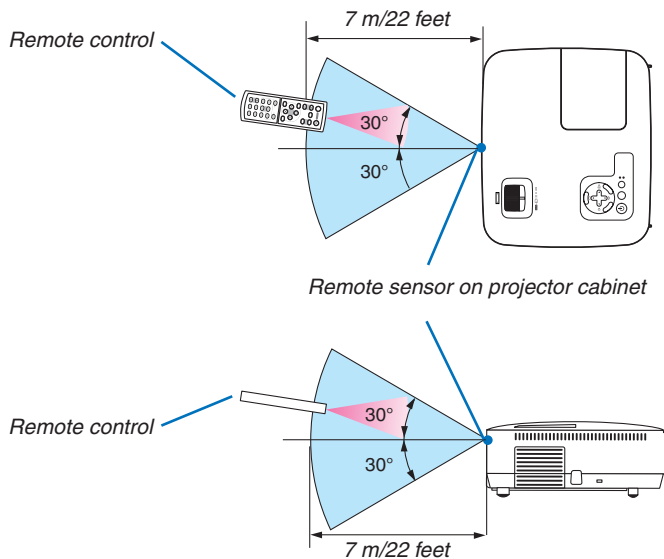 7 m/22 feet
Remote control
30°
30°
Remote sensor on projector cabinet
30°
Remote control
30°
7 m/22 feet